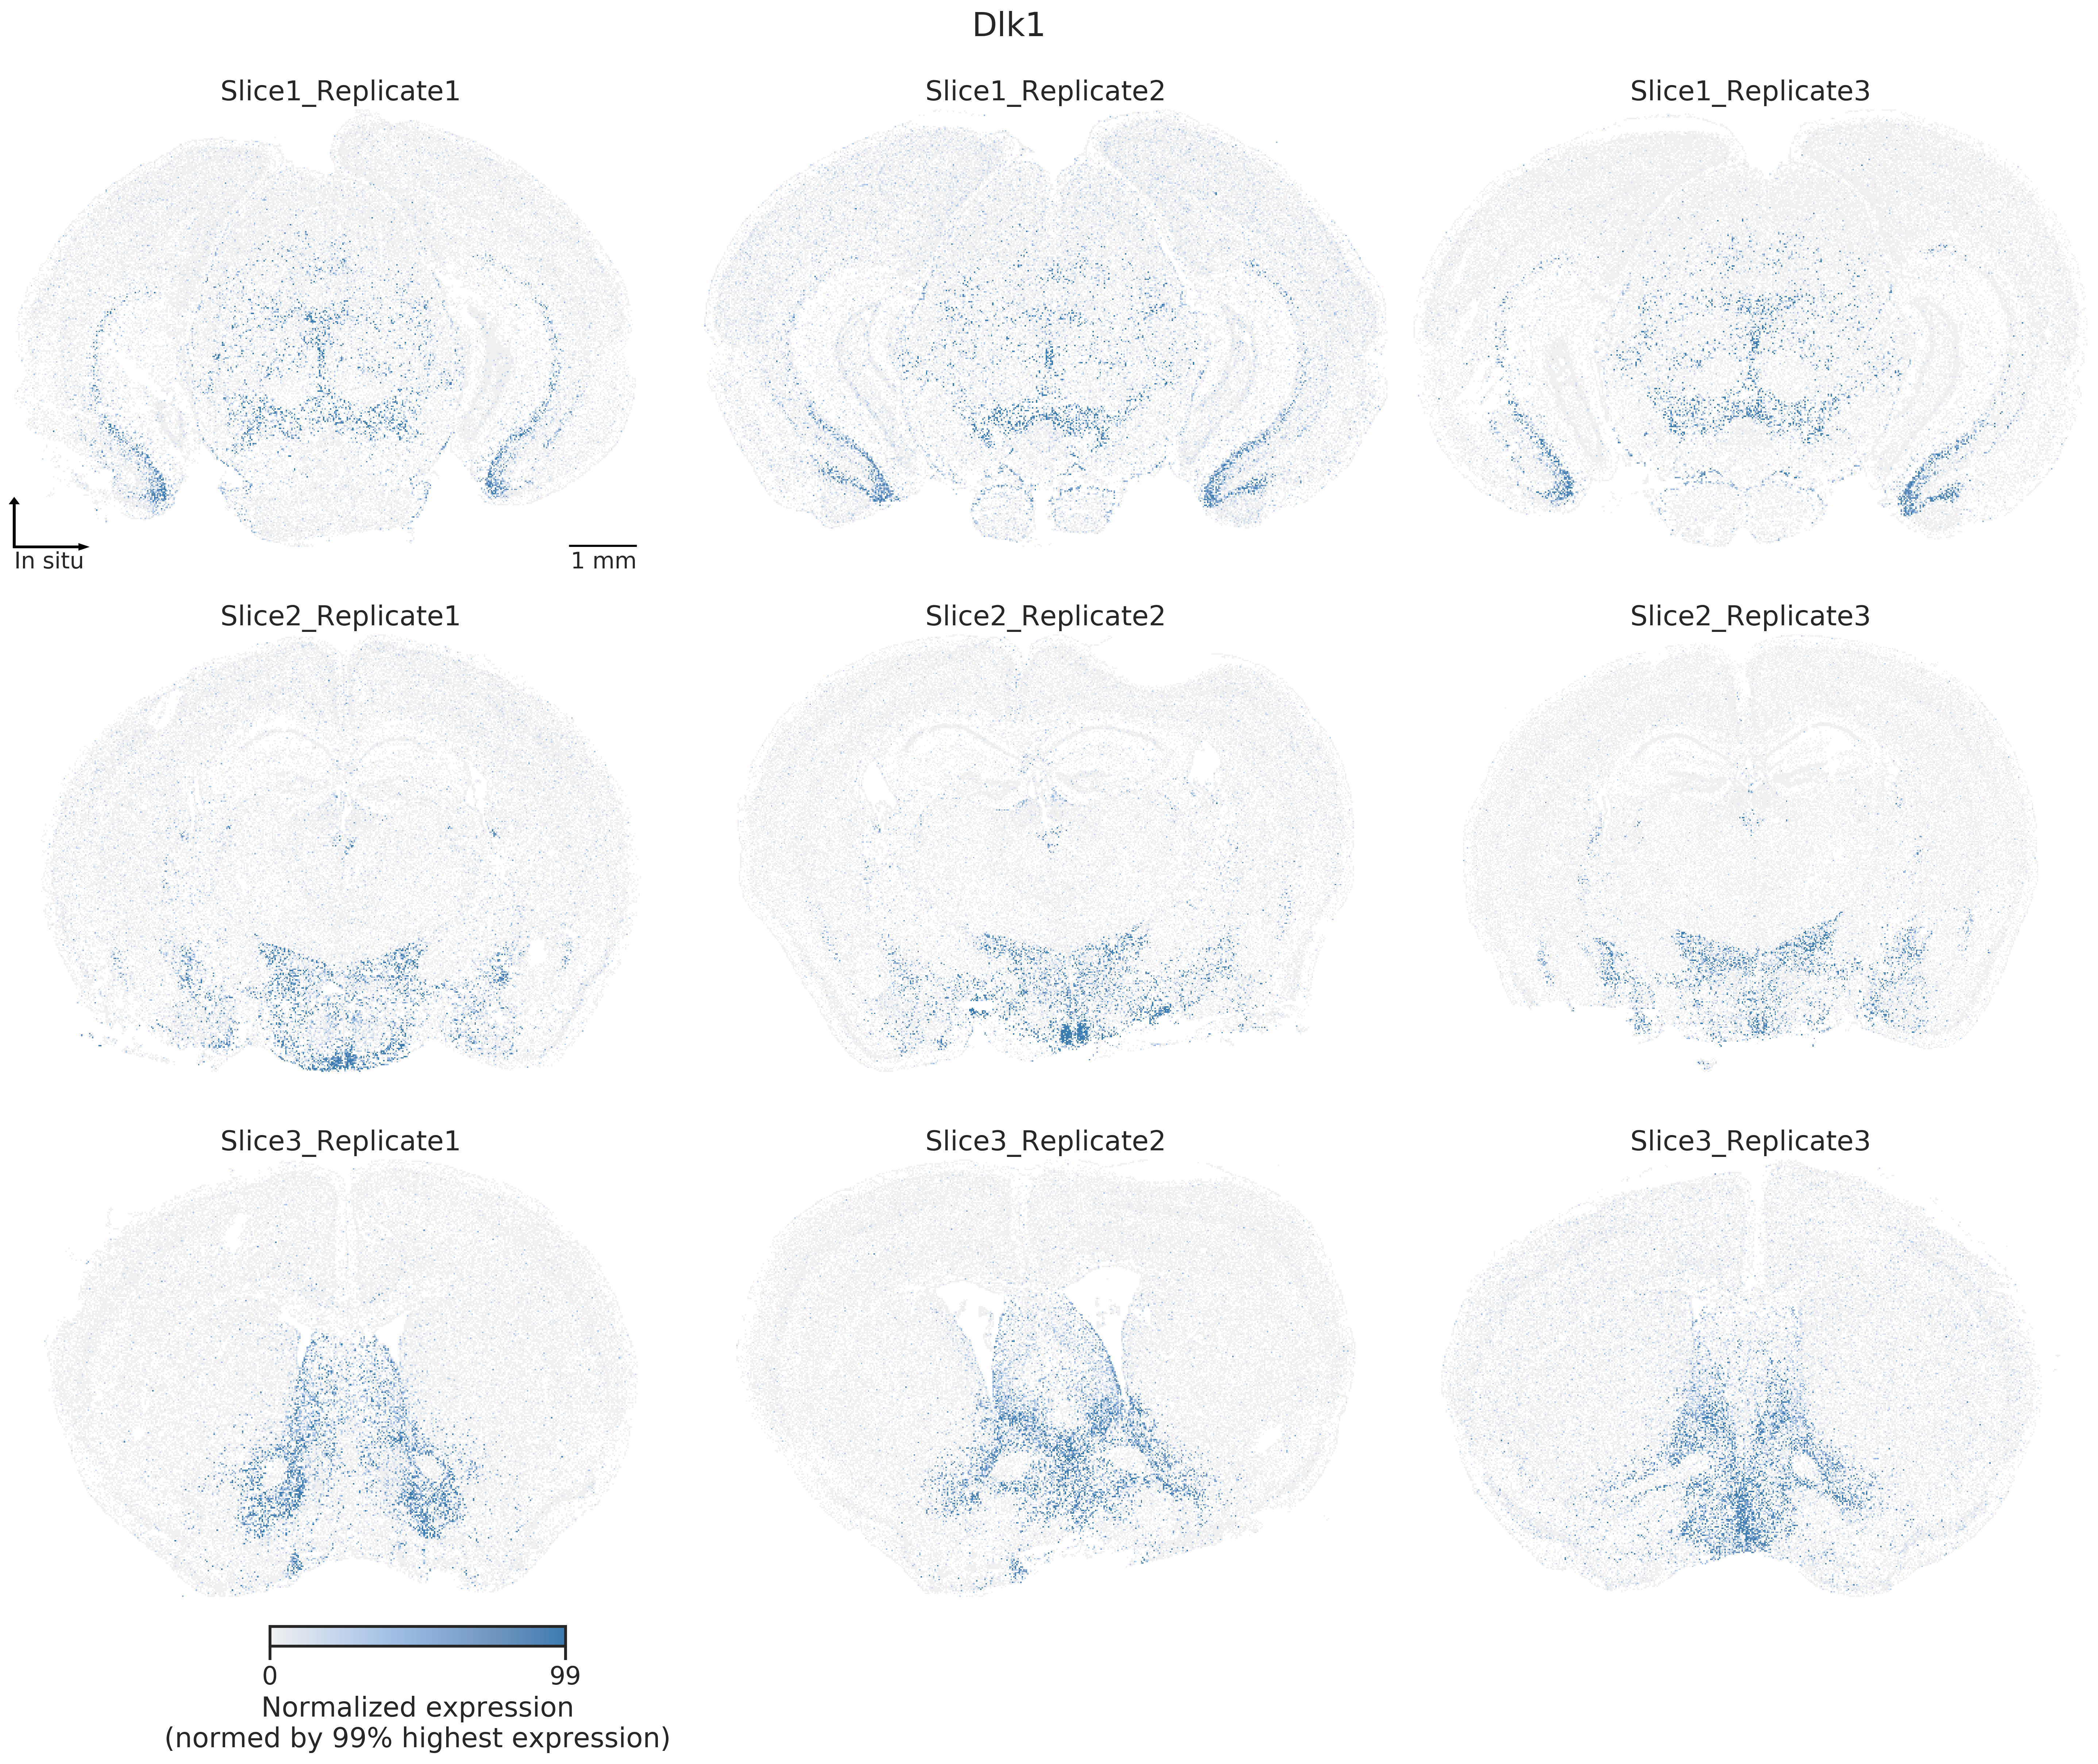 Dlk1
Slice1_Replicate1
Slice1_Replicate2
Slice1_Replicate3
In situ
1 mm
Slice2_Replicate1
Slice2_Replicate2
Slice2_Replicate3
Slice3_Replicate1
Slice3_Replicate2
Slice3_Replicate3
0
99
Normalized expression
(normed by 99% highest expression)